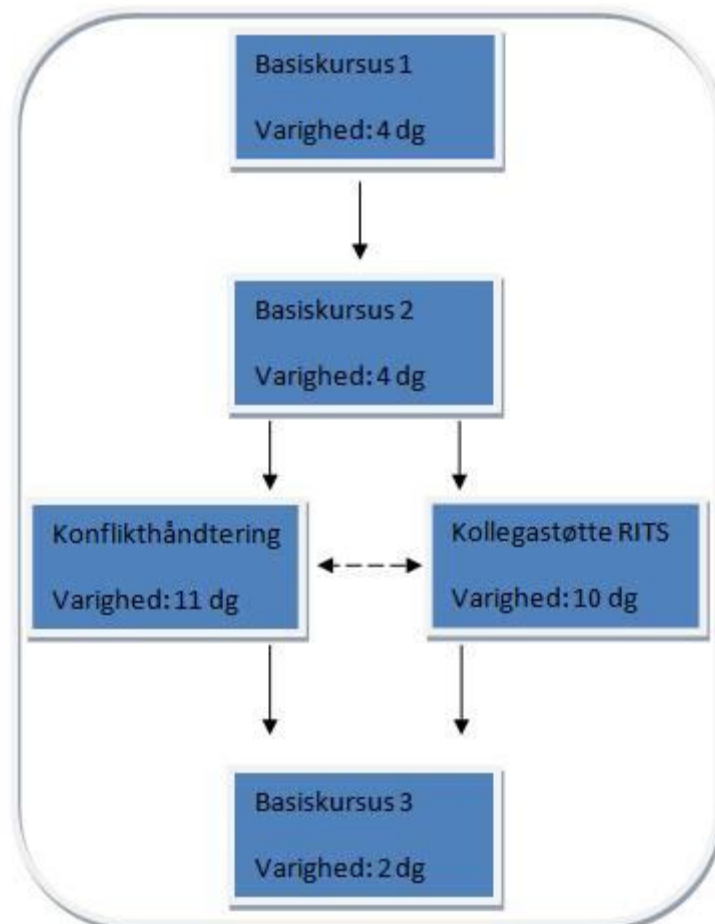 Basiskursus 1
Varighed: 4 dg
Basiskursus 2
Varighed: 4 dg
Konflikthåndtering
Varighed: 11 dg
Kollegastøtte RITS
Varighed: 10 dg
Basiskursus 3
Varighed: 2 dg